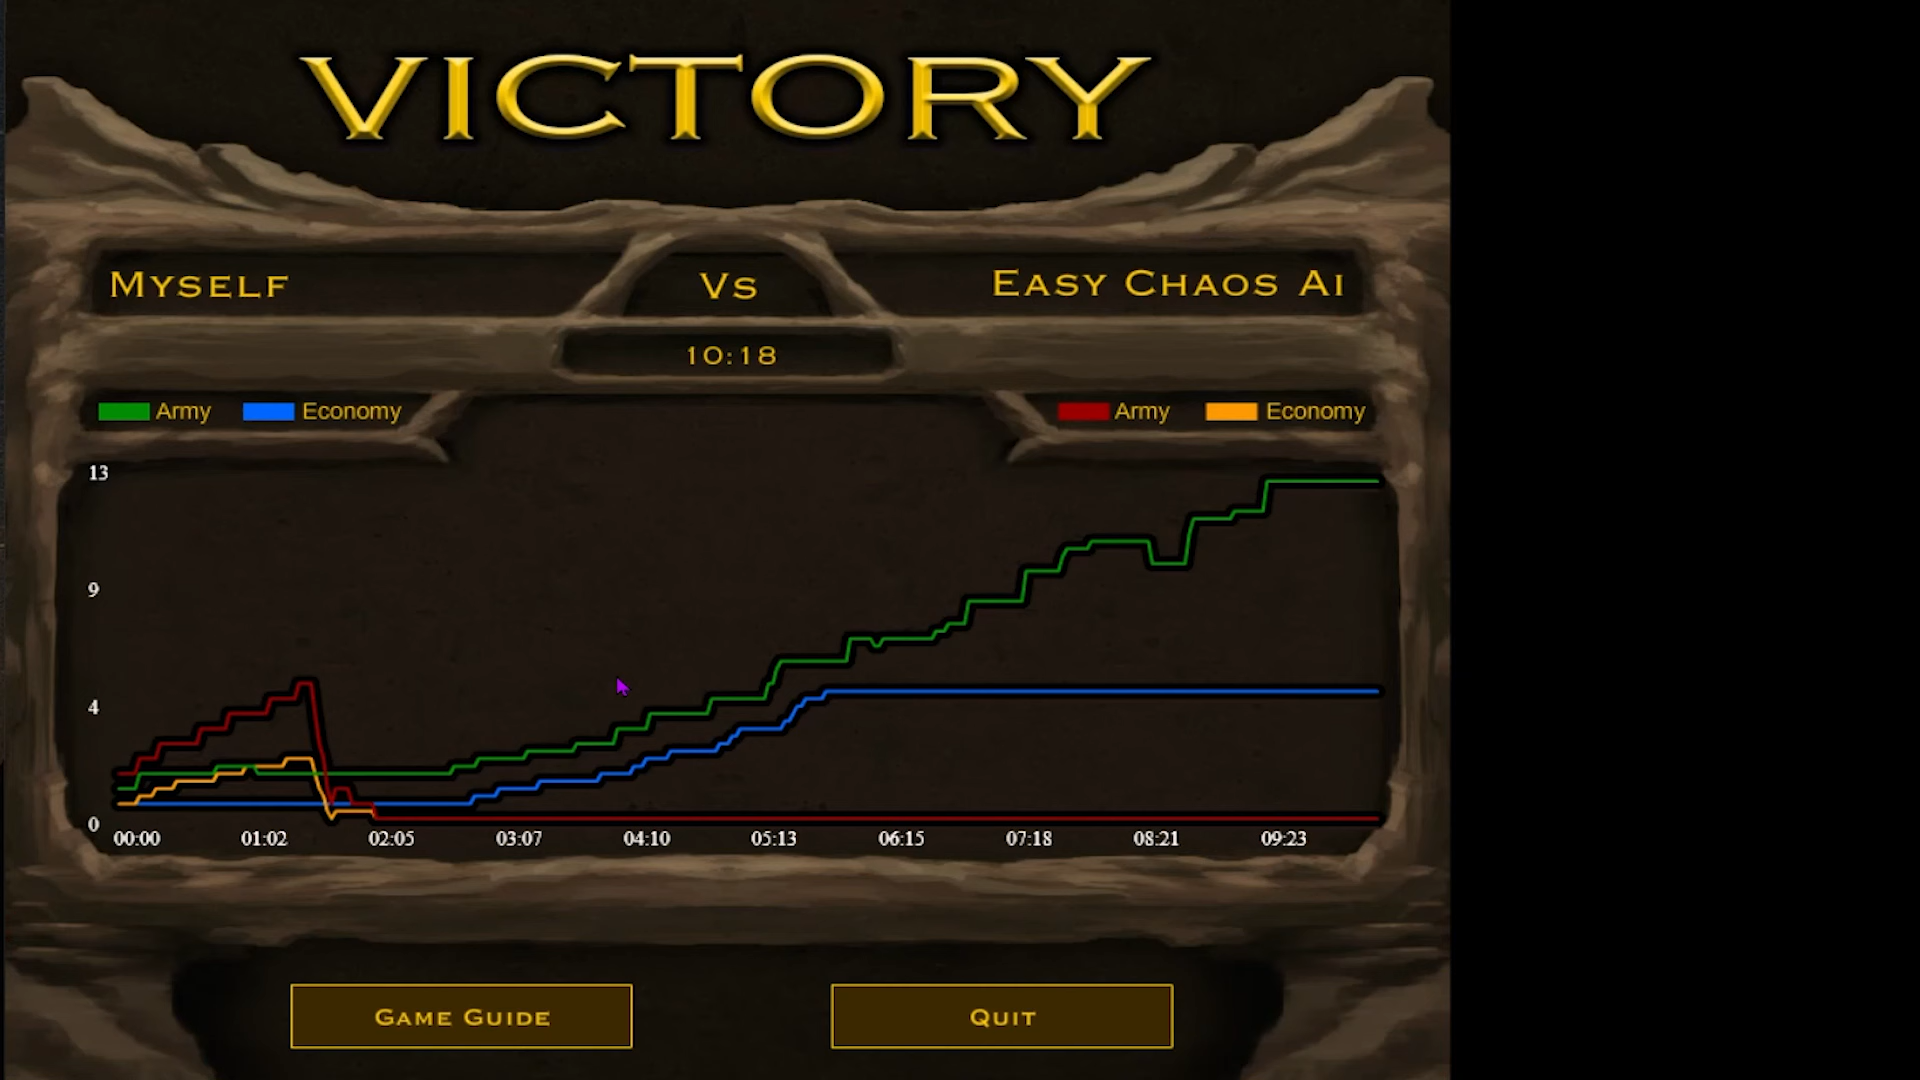 VICTORY
MYSELF VS EASY CHAOS AI
10:18
Army Economy Army Economy
13
9
4
0
00:00 01:02 02:05 03:07 04:10 05:13 06:15 07:18 08:21 09:23
GAME GUIDE QUIT